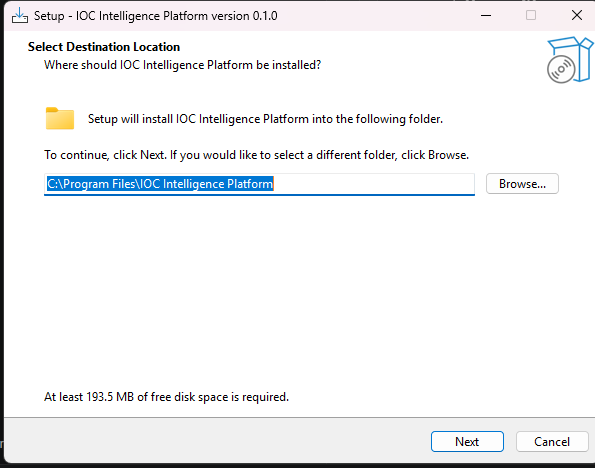 Setup - IOC Intelligence Platform version 0.1.0
Select Destination Location
Where should IOC Intelligence Platform be installed?
Setup will install IOC Intelligence Platform into the following folder.
To continue, click Next. If you would like to select a different folder, click Browse.
C:\Program Files\IOC Intelligence Platform
Browse...
At least 193.5 MB of free disk space is required.
Next
Cancel